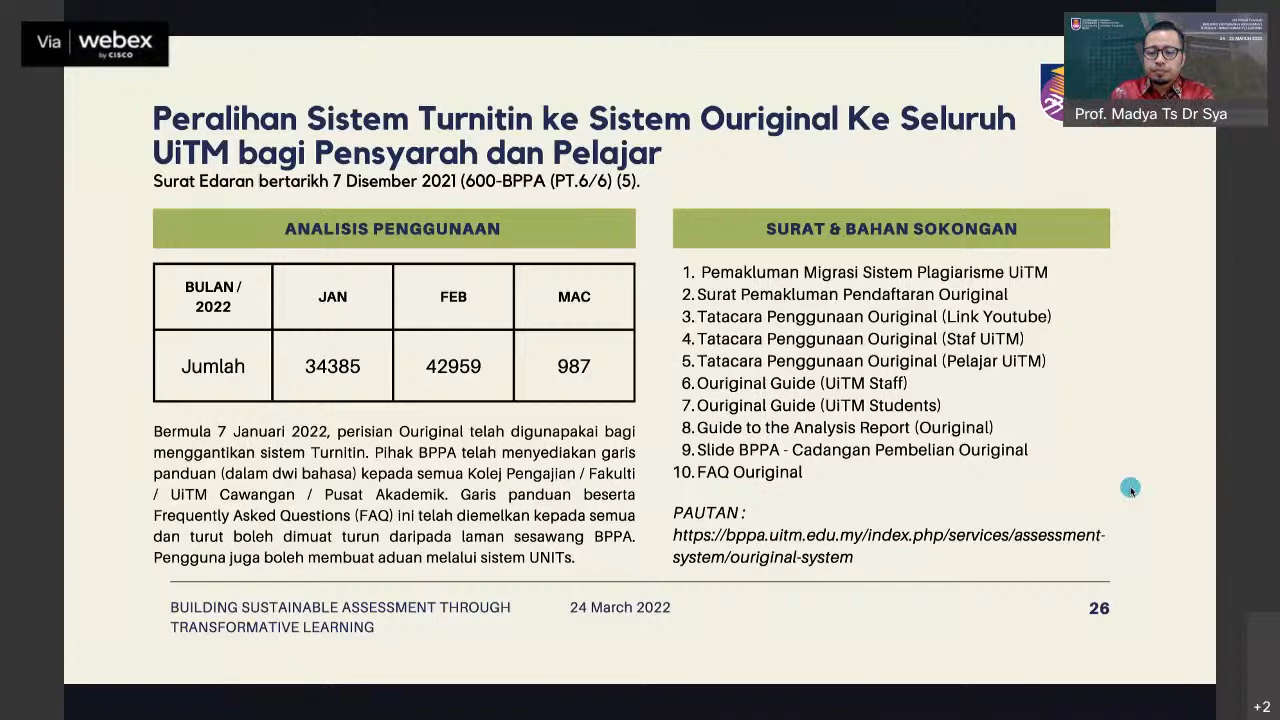 Via webex
by CISCO
Peralihan Sistem Turnitin ke Sistem Ouriginal Ke Seluruh
UiTM bagi Pensyarah dan Pelajar
Surat Edaran bertarikh 7 Disember 2021 (600-BPPA (PT.6/6) (5).
Prof. Madya Ts Dr Sya
24 - 25 MARCH 2022
ANALISIS PENGGUNAAN
BULAN /
2022
JAN
FEB
MAC
Jumlah
34385
42959
987
Bermula 7 Januari 2022, perisian Ouriginal telah digunapakai bagi
menggantikan sistem Turnitin. Pihak BPPA telah menyediakan garis
panduan (dalam dwi bahasa) kepada semua Kolej Pengajian / Fakulti
/ UiTM Cawangan / Pusat Akademik. Garis panduan beserta
Frequently Asked Questions (FAQ) ini telah diemelkan kepada semua
dan turut boleh dimuat turun daripada laman sesawang BPPA.
Pengguna juga boleh membuat aduan melalui sistem UNITs.
SURAT & BAHAN SOKONGAN
1. Pemakluman Migrasi Sistem Plagiarisme UiTM
2. Surat Pemakluman Pendaftaran Ouriginal
3. Tatacara Penggunaan Ouriginal (Link Youtube)
4. Tatacara Penggunaan Ouriginal (Staf UiTM)
5. Tatacara Penggunaan Ouriginal (Pelajar UiTM)
6. Ouriginal Guide (UiTM Staff)
7. Ouriginal Guide (UiTM Students)
8. Guide to the Analysis Report (Ouriginal)
9. Slide BPPA - Cadangan Pembelian Ouriginal
10. FAQ Ouriginal
PAUTAN :
https://bppa.uitm.edu.my/index.php/services/assessment-
system/ouriginal-system
BUILDING SUSTAINABLE ASSESSMENT THROUGH
TRANSFORMATIVE LEARNING
24 March 2022
26
+2